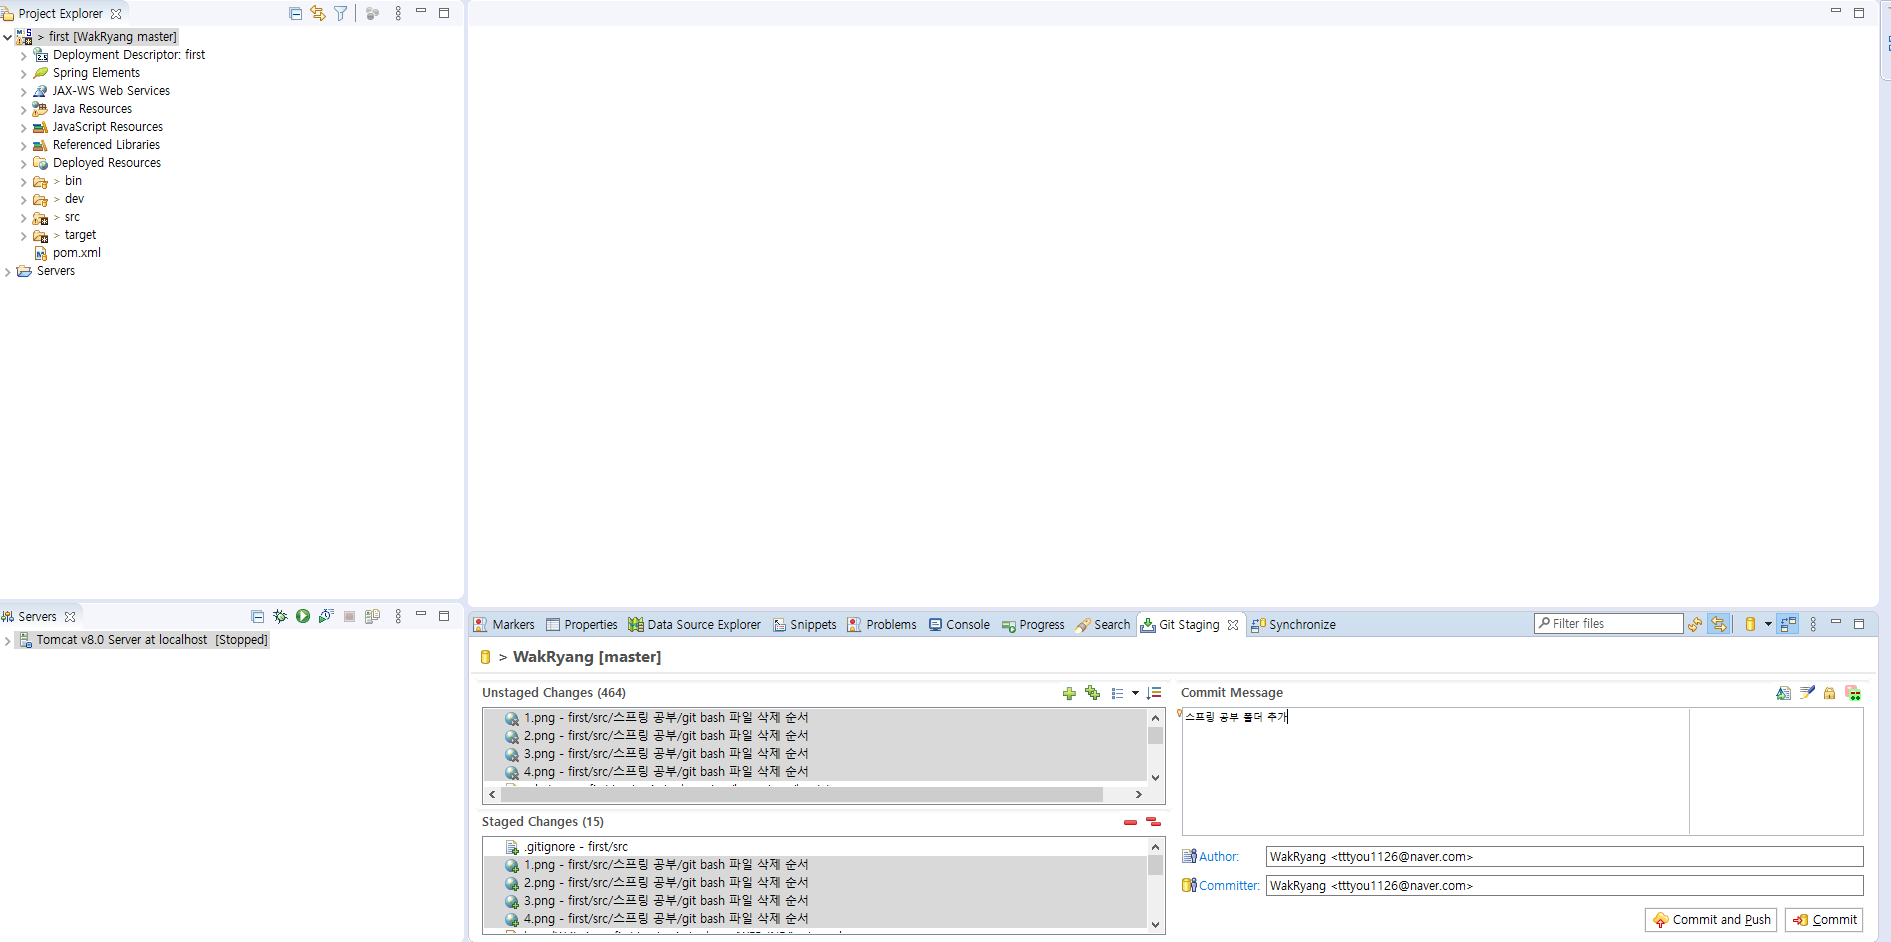 Project Explorer
> first [WakRyang master]
Deployment Descriptor: first
Spring Elements
JAX-WS Web Services
Java Resources
JavaScript Resources
Referenced Libraries
Deployed Resources
> bin
> dev
> src
> target
pom.xml
Servers
Servers
Tomcat v8.0 Server at localhost [Stopped]
Markers Properties Data Source Explorer Snippets Problems Console Progress Search Git Staging Synchronize Filter files
> WakRyang [master]
Unstaged Changes (464)
1.png - first/src/스프링 공부/git bash 파일 삭제 순서
2.png - first/src/스프링 공부/git bash 파일 삭제 순서
3.png - first/src/스프링 공부/git bash 파일 삭제 순서
4.png - first/src/스프링 공부/git bash 파일 삭제 순서
Staged Changes (15)
.gitignore - first/src
1.png - first/src/스프링 공부/git bash 파일 삭제 순서
2.png - first/src/스프링 공부/git bash 파일 삭제 순서
3.png - first/src/스프링 공부/git bash 파일 삭제 순서
4.png - first/src/스프링 공부/git bash 파일 삭제 순서
Commit Message
스프링 공부 폴더 추가
Author: WakRyang <tttyou1126@naver.com>
Committer: WakRyang <tttyou1126@naver.com>
Commit and Push Commit